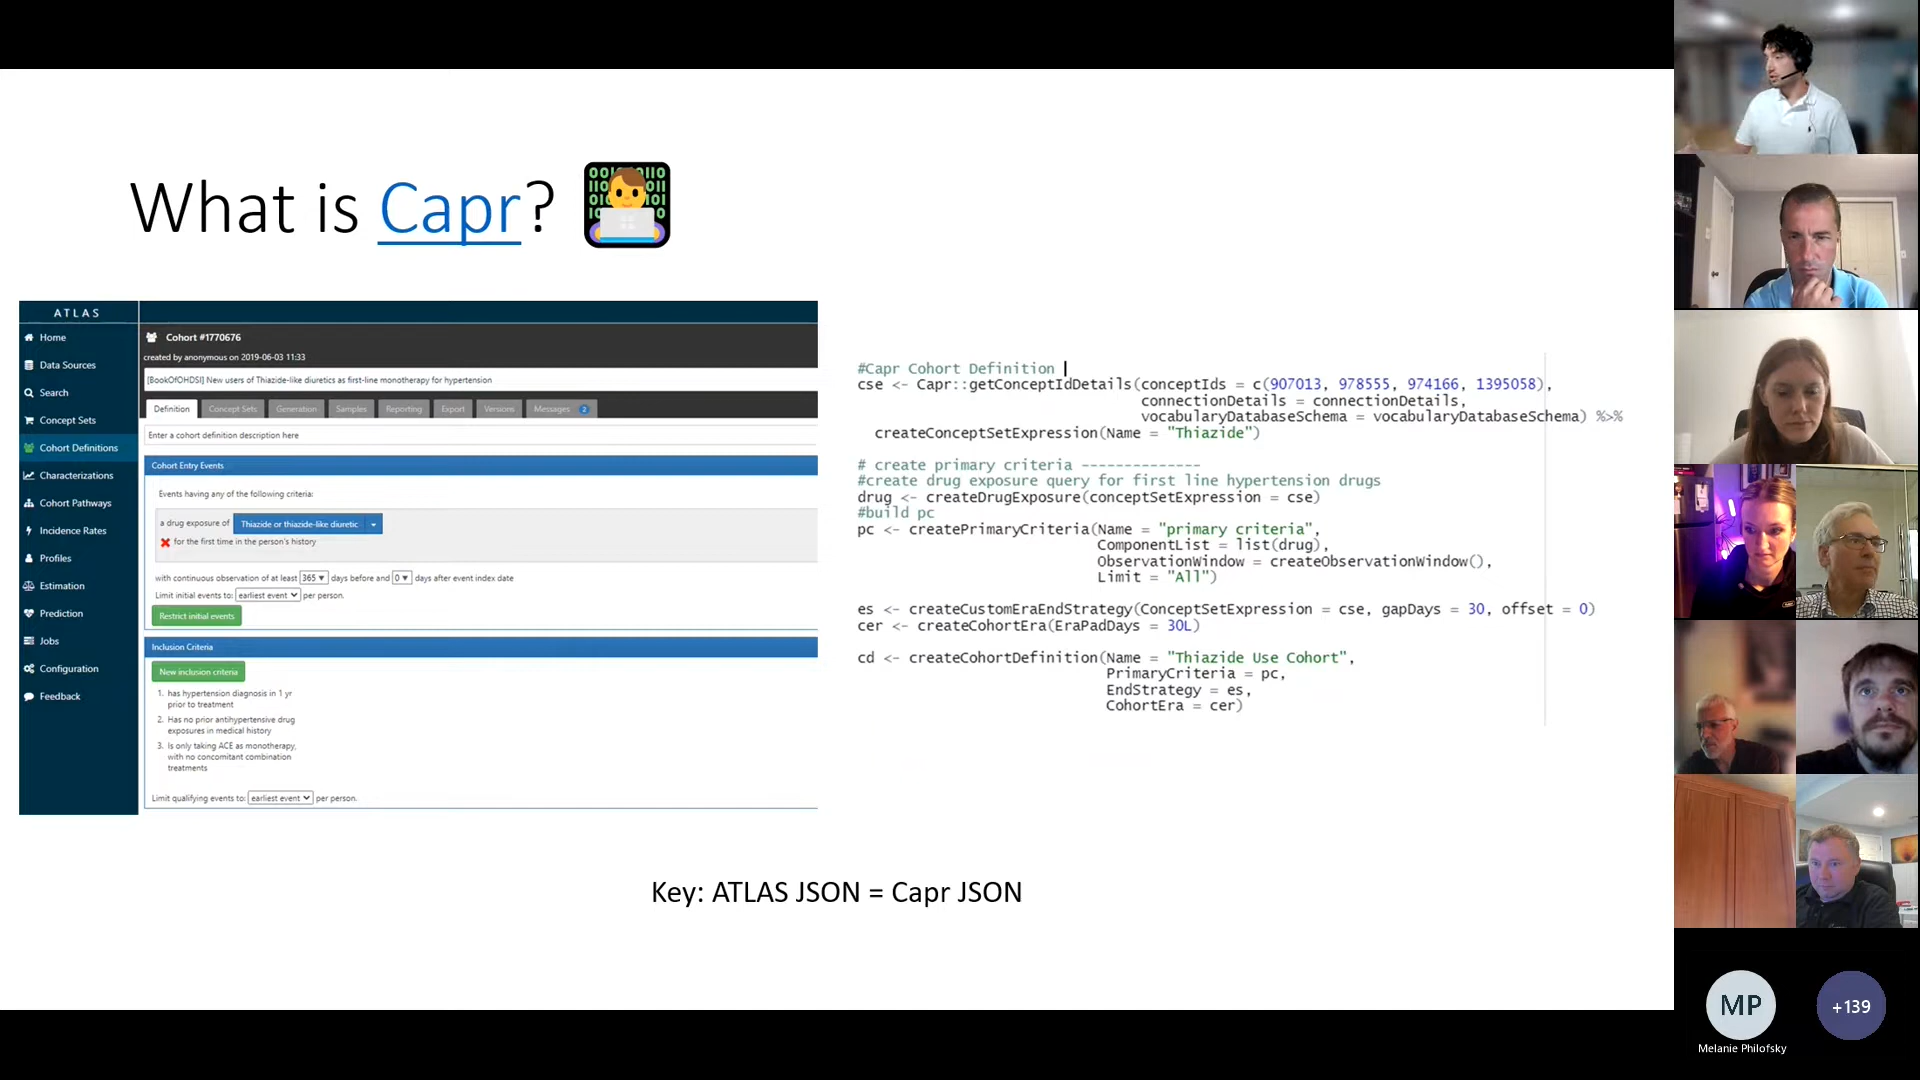 What is Capr?
ATLAS
Home
Data Sources
Search
Concept Sets
Cohort Definitions
Characterizations
Cohort Pathways
Incidence Rates
Profiles
Estimation
Prediction
Jobs
Configuration
Feedback
Cohort #1770676
created by anonymous on 2019-06-03 11:33
[BookOfOHDSI] New users of Thiazide-like diuretics as first-line monotherapy for hypertension
Definition Concept Sets Generation Samples Reporting Export Versions Messages 2
Enter a cohort definition description here
Cohort Entry Events
Events having any of the following criteria:
a drug exposure of Thiazide or thiazide-like diuretic
for the first time in the person's history
with continuous observation of at least 365 days before and 0 days after event index date
Limit initial events to: earliest event per person.
Restrict initial events
Inclusion Criteria
New inclusion criteria
1. has hypertension diagnosis in 1 yr
prior to treatment
2. Has no prior antihypertensive drug
exposures in medical history
3. Is only taking ACE as monotherapy,
with no concomitant combination
treatments
Limit qualifying events to: earliest event per person.
#Capr Cohort Definition
cse <- Capr::getConceptIdDetails(conceptIds = c(907013, 978555, 974166, 1395058),
connectionDetails = connectionDetails,
vocabularyDatabaseSchema = vocabularyDatabaseSchema) %>%
createConceptSetExpression(Name = "Thiazide")
# create primary criteria --------------
#create drug exposure query for first line hypertension drugs
drug <- createDrugExposure(conceptSetExpression = cse)
#build pc
pc <- createPrimaryCriteria(Name = "primary criteria",
ComponentList = list(drug),
ObservationWindow = createObservationWindow(),
Limit = "All")
es <- createCustomEraEndStrategy(ConceptSetExpression = cse, gapDays = 30, offset = 0)
cer <- createCohortEra(EraPadDays = 30L)
cd <- createCohortDefinition(Name = "Thiazide Use Cohort",
PrimaryCriteria = pc,
EndStrategy = es,
CohortEra = cer)
Key: ATLAS JSON = Capr JSON
MP
+139
Melanie Philofsky